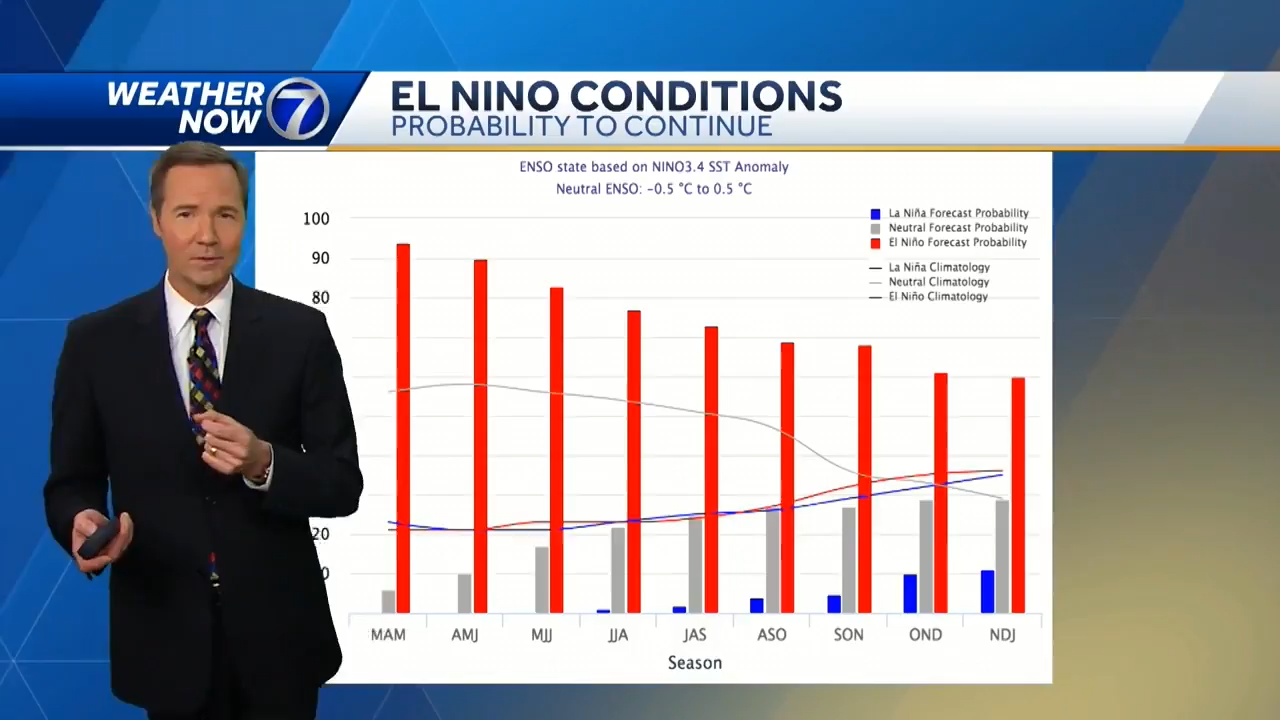 WEATHER
NOW 7
EL NINO CONDITIONS
PROBABILITY TO CONTINUE
ENSO state based on NINO3.4 SST Anomaly
Neutral ENSO: -0.5 °C to 0.5 °C
La Niña Forecast Probability
Neutral Forecast Probability
El Niño Forecast Probability
La Niña Climatology
Neutral Climatology
El Niño Climatology
100
90
80
20
0
MAM AMJ MJJ JJA JAS ASO SON OND NDJ
Season